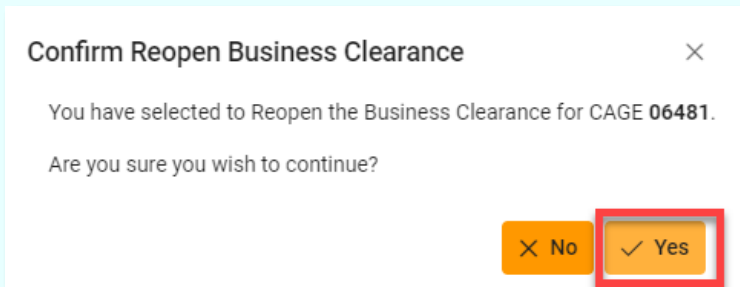 Confirm Reopen Business Clearance
You have selected to Reopen the Business Clearance for CAGE 06481.
Are you sure you wish to continue?
No
Yes